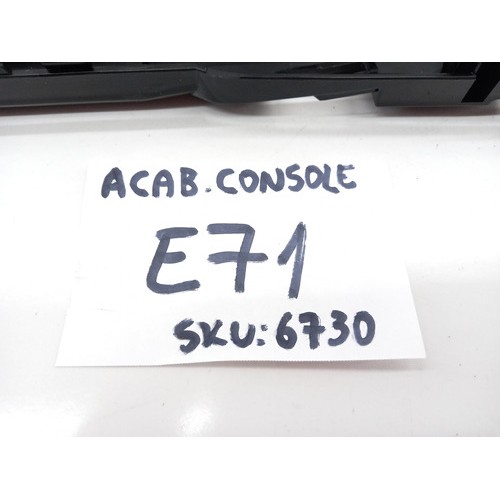 ACAB. CONSOLE
E71
SKU: 6730